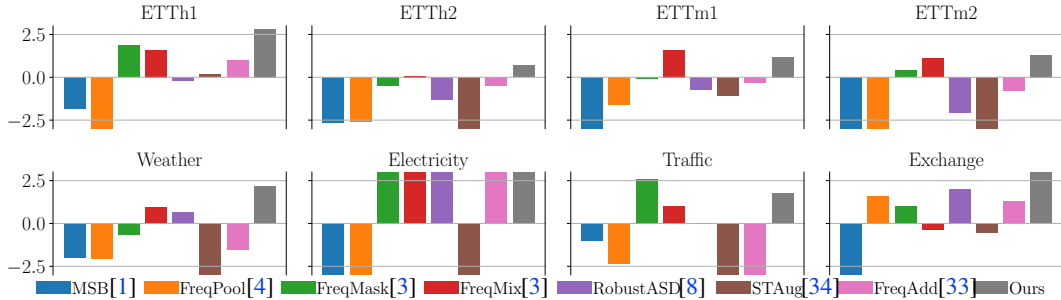 ETTh1 ETTh2 ETTm1 ETTm2
2.5
0.0
−2.5
Weather Electricity Traffic Exchange
2.5
0.0
−2.5
MSB[1] FreqPool[4] FreqMask[3] FreqMix[3] RobustASD[8] STAug[34] FreqAdd[33] Ours